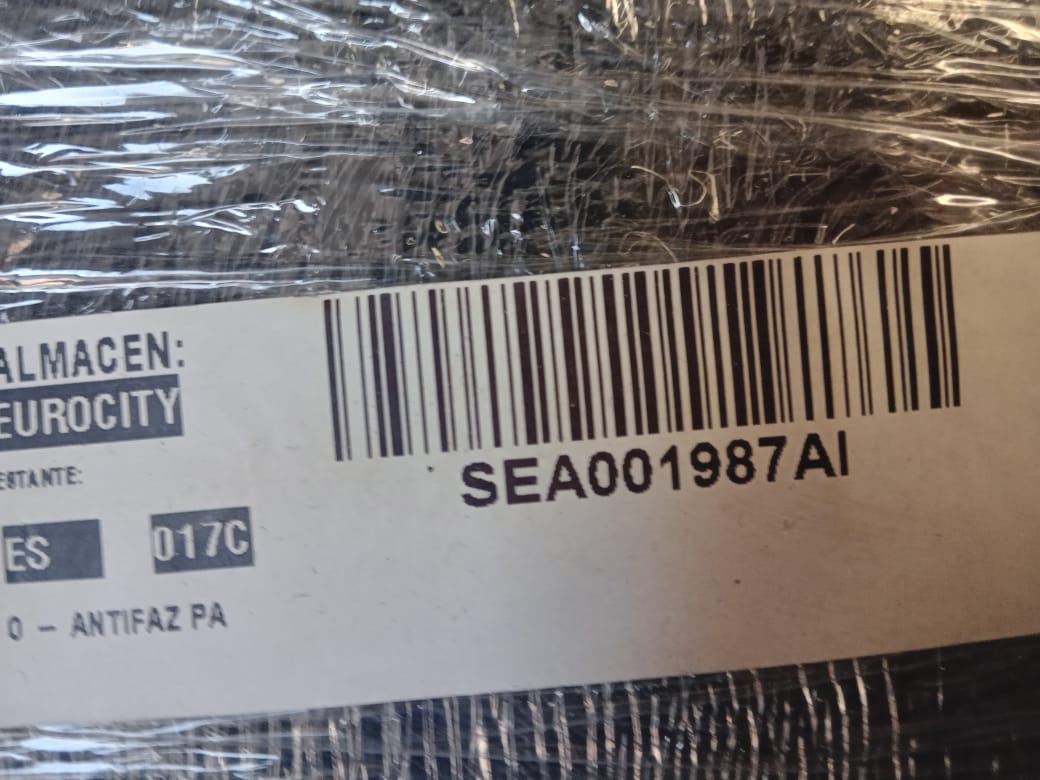 ALMACEN:
EUROCITY
ESTANTE:
ES 017C
0 - ANTIFAZ PA
SEA001987AI